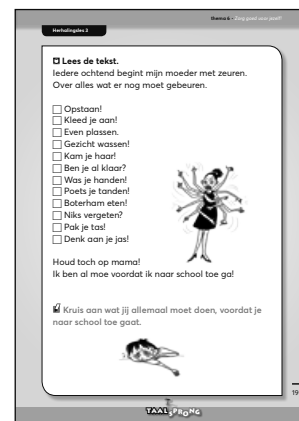 thema 6 - Zorg goed voor jezelf!
Herhalingsles 2
Lees de tekst.
Iedere ochtend begint mijn moeder met zeuren.
Over alles wat er nog moet gebeuren.
Opstaan!
Kleed je aan!
Even plassen.
Gezicht wassen!
Kam je haar!
Ben je al klaar?
Was je handen!
Poets je tanden!
Boterham eten!
Niks vergeten?
Pak je tas!
Denk aan je jas!
Houd toch op mama!
Ik ben al moe voordat ik naar school toe ga!
Kruis aan wat jij allemaal moet doen, voordat je
naar school toe gaat.
19
TAALSPRONG